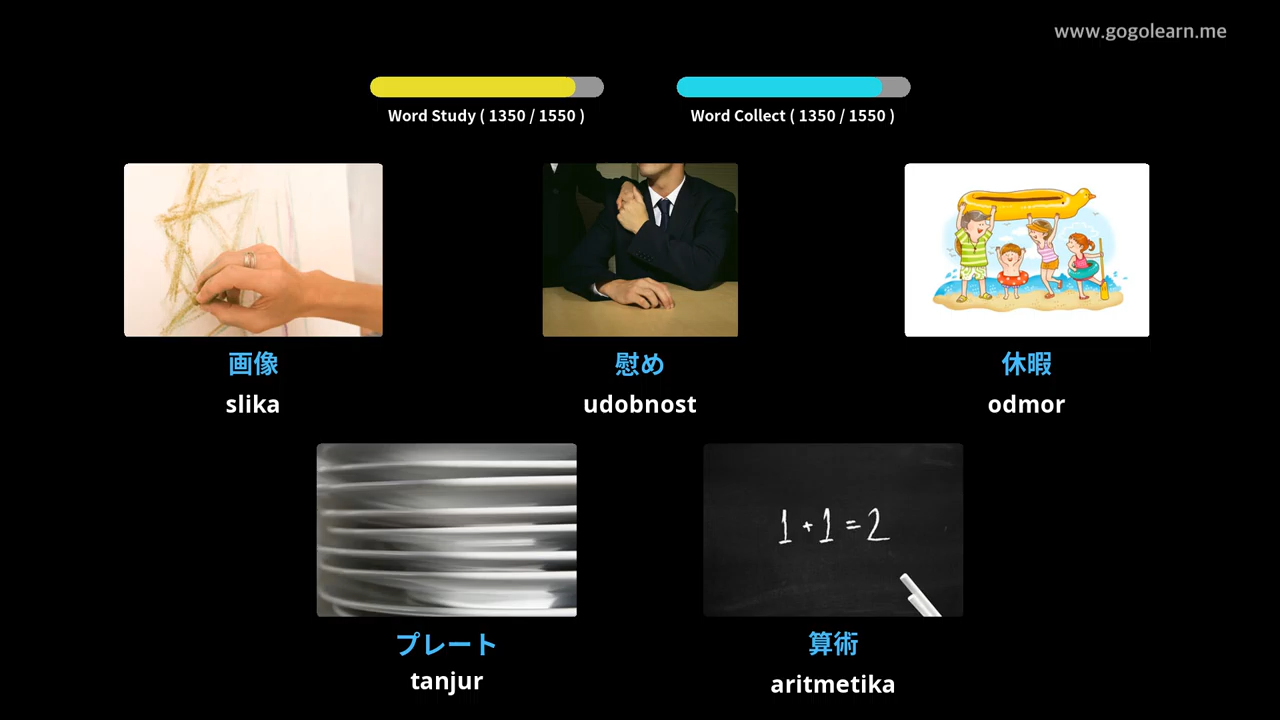 www.gogolearn.me
Word Study ( 1350 / 1550 )
Word Collect ( 1350 / 1550 )
画像
slika
慰め
udobnost
休暇
odmor
1 + 1 = 2
プレート
tanjur
算術
aritmetika